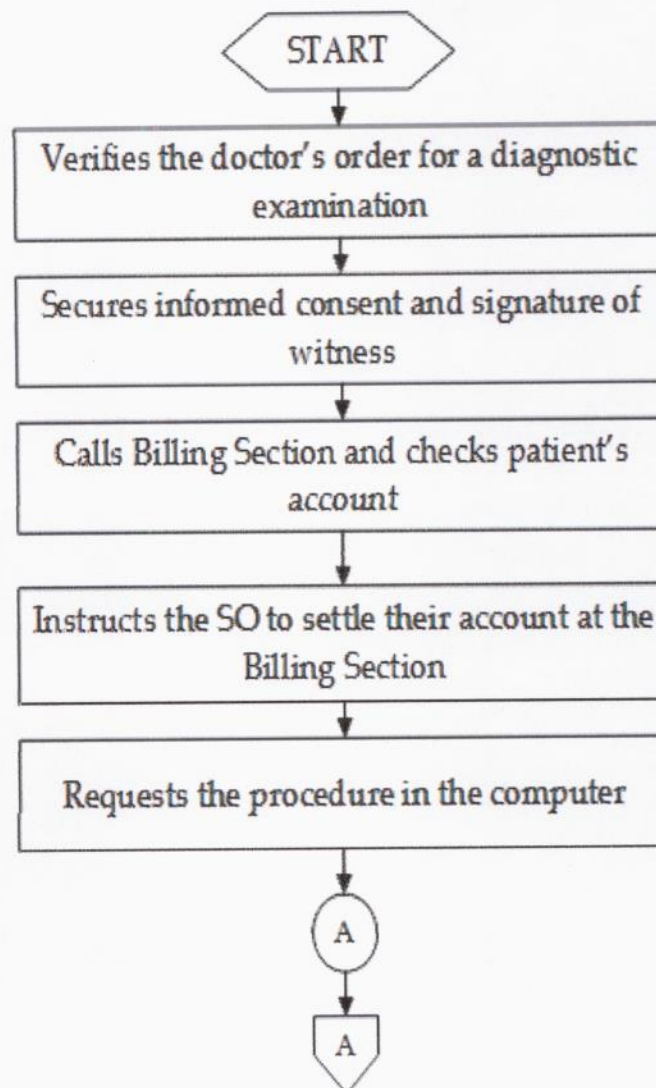 START
Verifies the doctor's order for a diagnostic
examination
Secures informed consent and signature of
witness
Calls Billing Section and checks patient's
account
Instructs the SO to settle their account at the
Billing Section
Requests the procedure in the computer
A
A